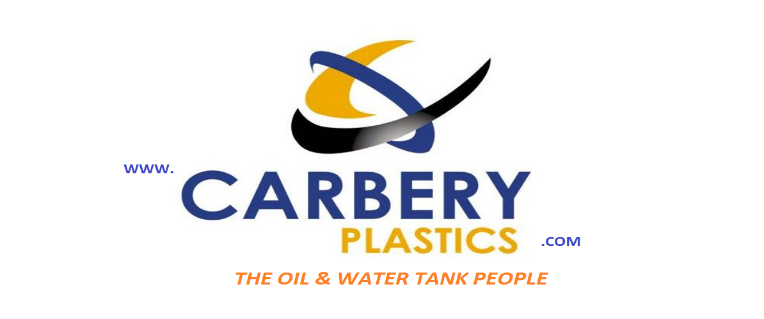 www.
CARBERY
PLASTICS
.COM
THE OIL & WATER TANK PEOPLE